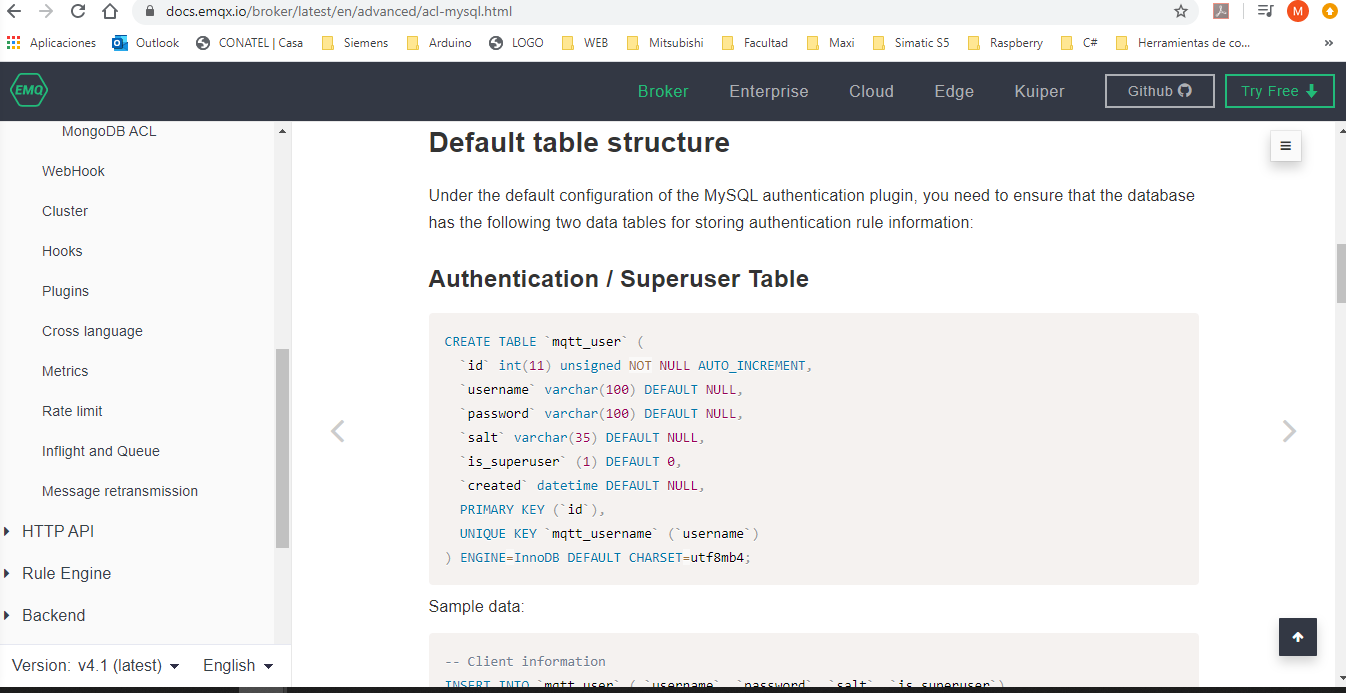 docs.emqx.io/broker/latest/en/advanced/acl-mysql.html
M
Aplicaciones Outlook CONATEL | Casa Siemens Arduino LOGO WEB Mitsubishi Facultad Maxi Simatic S5 Raspberry C# Herramientas de co... »
EMQ Broker Enterprise Cloud Edge Kuiper Github Try Free
MongoDB ACL
WebHook
Cluster
Hooks
Plugins
Cross language
Metrics
Rate limit
Inflight and Queue
Message retransmission
HTTP API
Rule Engine
Backend
Version: v4.1 (latest) English
Default table structure
Under the default configuration of the MySQL authentication plugin, you need to ensure that the database
has the following two data tables for storing authentication rule information:
Authentication / Superuser Table
CREATE TABLE `mqtt_user` (
`id` int(11) unsigned NOT NULL AUTO_INCREMENT,
`username` varchar(100) DEFAULT NULL,
`password` varchar(100) DEFAULT NULL,
`salt` varchar(35) DEFAULT NULL,
`is_superuser` (1) DEFAULT 0,
`created` datetime DEFAULT NULL,
PRIMARY KEY (`id`),
UNIQUE KEY `mqtt_username` (`username`)
) ENGINE=InnoDB DEFAULT CHARSET=utf8mb4;
Sample data:
-- Client information
INSERT INTO `mqtt_user` ( `username`, `password`, `salt`, `is_superuser`)